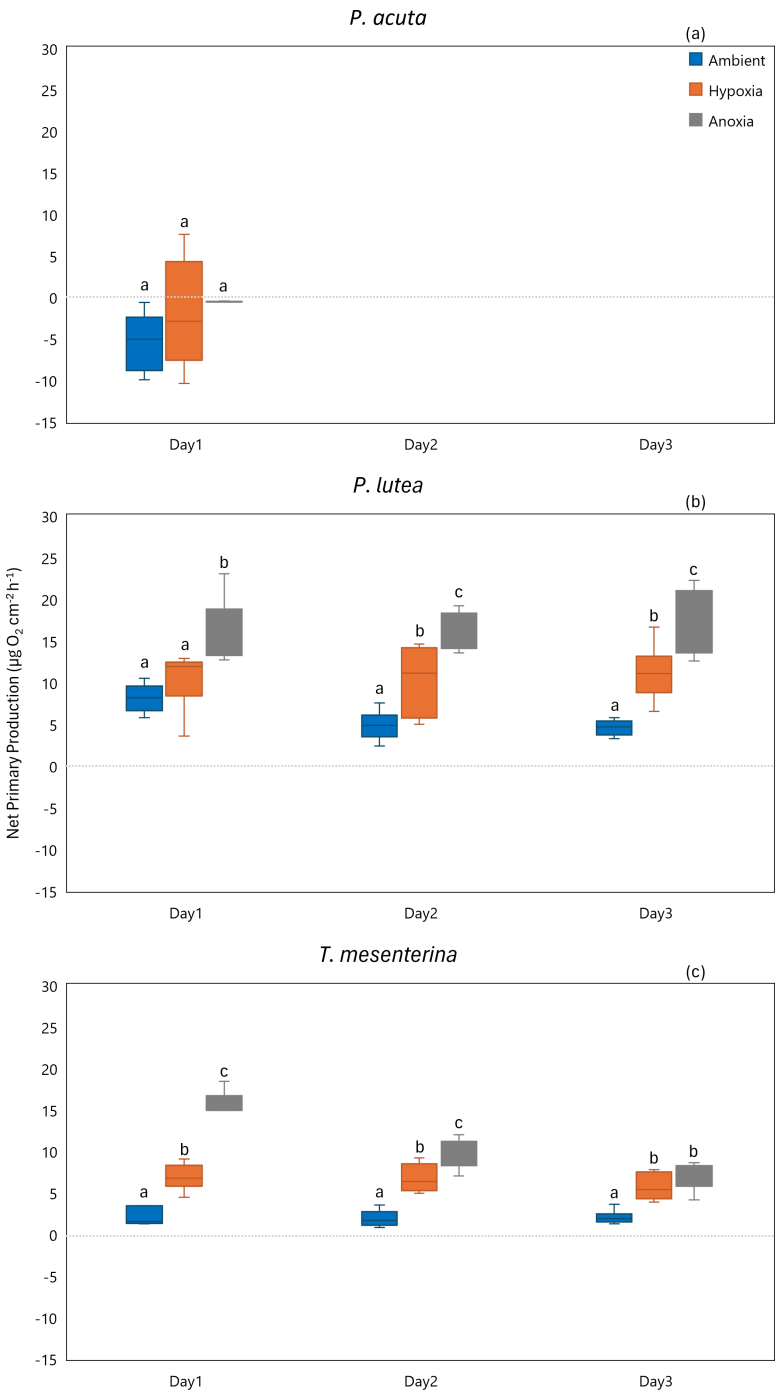 P. acuta
(a)
30
25
20
15
10
5
0
-5
-10
-15
Ambient
Hypoxia
Anoxia
a
a
a
Day1
Day2
Day3
P. lutea
(b)
Net Primary Production (µg O₂ cm⁻² h⁻¹)
30
25
20
15
10
5
0
-5
-10
-15
a
a
b
a
b
c
a
b
c
Day1
Day2
Day3
T. mesenterina
(c)
30
25
20
15
10
5
0
-5
-10
-15
a
b
c
a
b
c
a
b
b
Day1
Day2
Day3